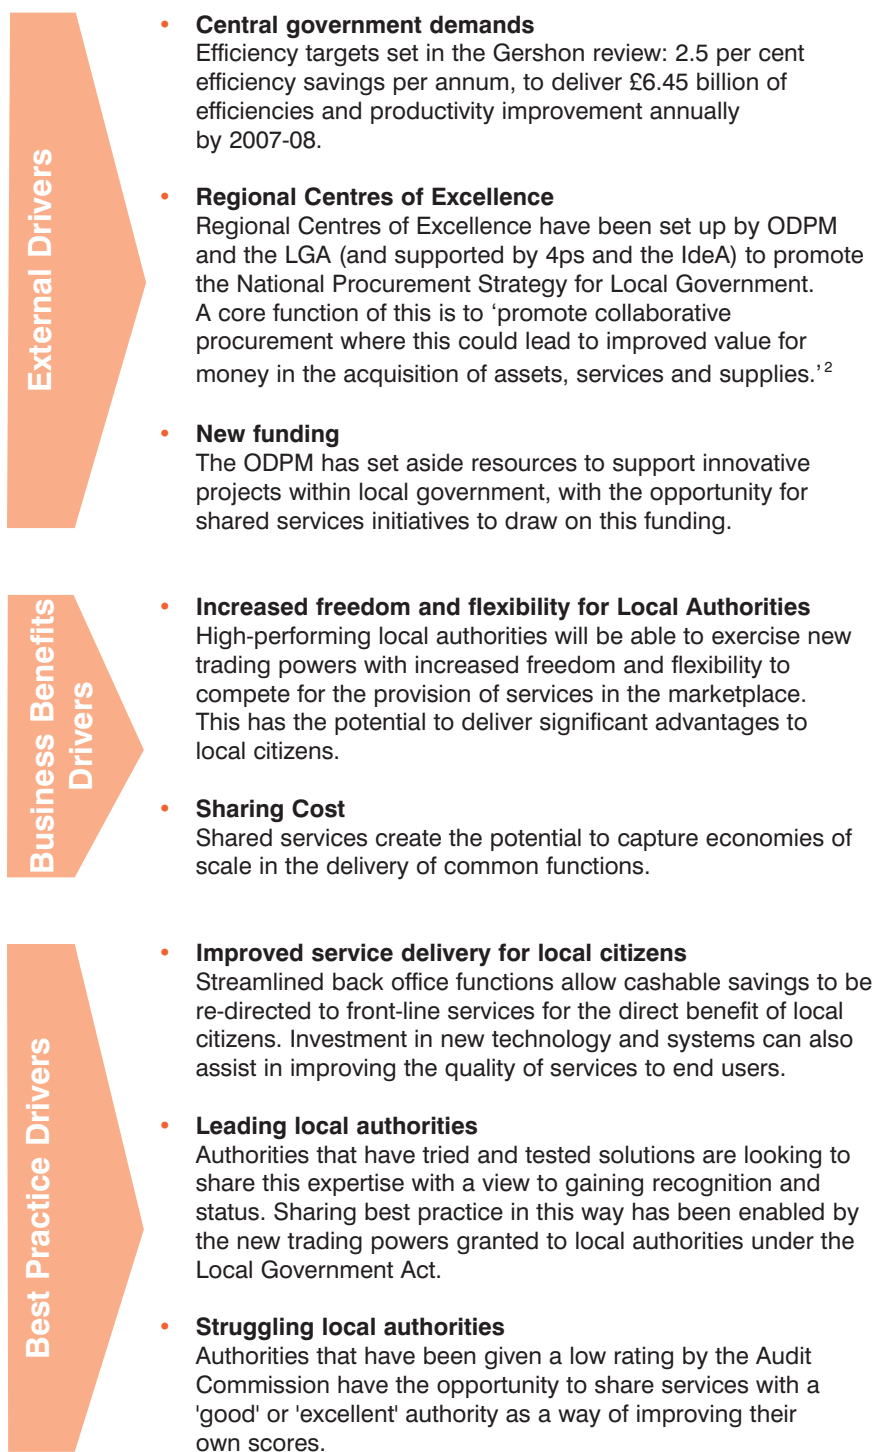 External Drivers
• Central government demands
Efficiency targets set in the Gershon review: 2.5 per cent
efficiency savings per annum, to deliver £6.45 billion of
efficiencies and productivity improvement annually
by 2007-08.
• Regional Centres of Excellence
Regional Centres of Excellence have been set up by ODPM
and the LGA (and supported by 4ps and the IdeA) to promote
the National Procurement Strategy for Local Government.
A core function of this is to ‘promote collaborative
procurement where this could lead to improved value for
money in the acquisition of assets, services and supplies.’ 2
• New funding
The ODPM has set aside resources to support innovative
projects within local government, with the opportunity for
shared services initiatives to draw on this funding.
Business Benefits
Drivers
• Increased freedom and flexibility for Local Authorities
High-performing local authorities will be able to exercise new
trading powers with increased freedom and flexibility to
compete for the provision of services in the marketplace.
This has the potential to deliver significant advantages to
local citizens.
• Sharing Cost
Shared services create the potential to capture economies of
scale in the delivery of common functions.
Best Practice Drivers
• Improved service delivery for local citizens
Streamlined back office functions allow cashable savings to be
re-directed to front-line services for the direct benefit of local
citizens. Investment in new technology and systems can also
assist in improving the quality of services to end users.
• Leading local authorities
Authorities that have tried and tested solutions are looking to
share this expertise with a view to gaining recognition and
status. Sharing best practice in this way has been enabled by
the new trading powers granted to local authorities under the
Local Government Act.
• Struggling local authorities
Authorities that have been given a low rating by the Audit
Commission have the opportunity to share services with a
'good' or 'excellent' authority as a way of improving their
own scores.